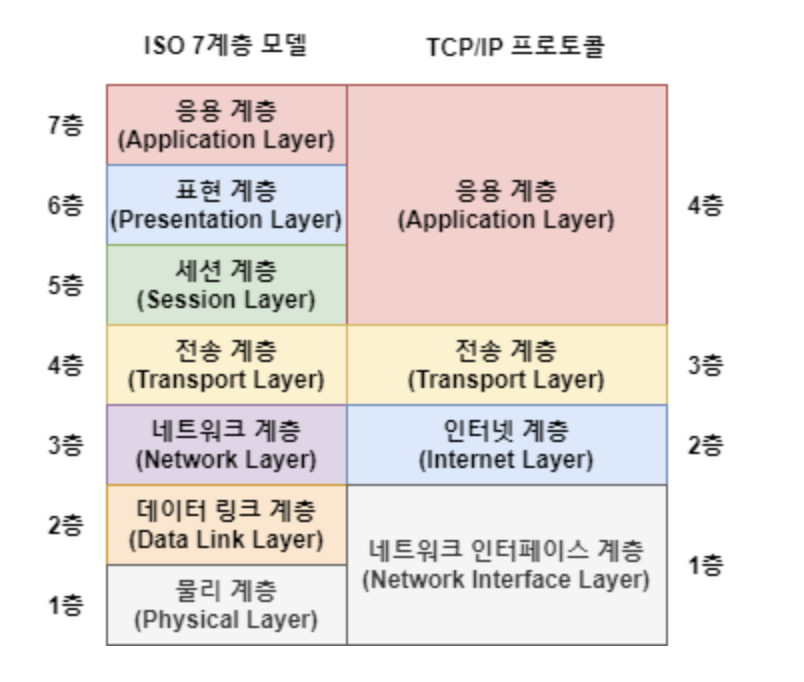 ISO 7계층 모델
TCP/IP 프로토콜
7층
응용 계층
(Application Layer)
6층
표현 계층
(Presentation Layer)
응용 계층
(Application Layer)
4층
5층
세션 계층
(Session Layer)
4층
전송 계층
(Transport Layer)
전송 계층
(Transport Layer)
3층
3층
네트워크 계층
(Network Layer)
인터넷 계층
(Internet Layer)
2층
2층
데이터 링크 계층
(Data Link Layer)
네트워크 인터페이스 계층
(Network Interface Layer)
1층
1층
물리 계층
(Physical Layer)